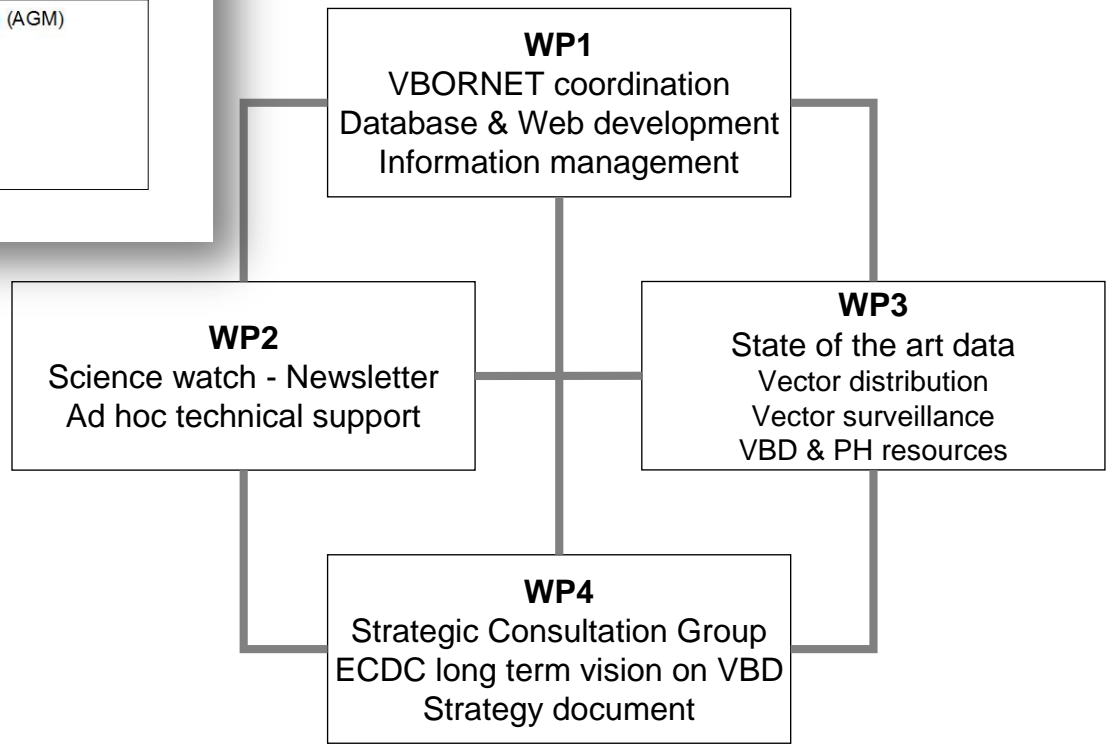 (AGM)
WP1
VBORNET coordination
Database & Web development
Information management
WP2
Science watch - Newsletter
Ad hoc technical support
WP3
State of the art data
Vector distribution
Vector surveillance
VBD & PH resources
WP4
Strategic Consultation Group
ECDC long term vision on VBD
Strategy document